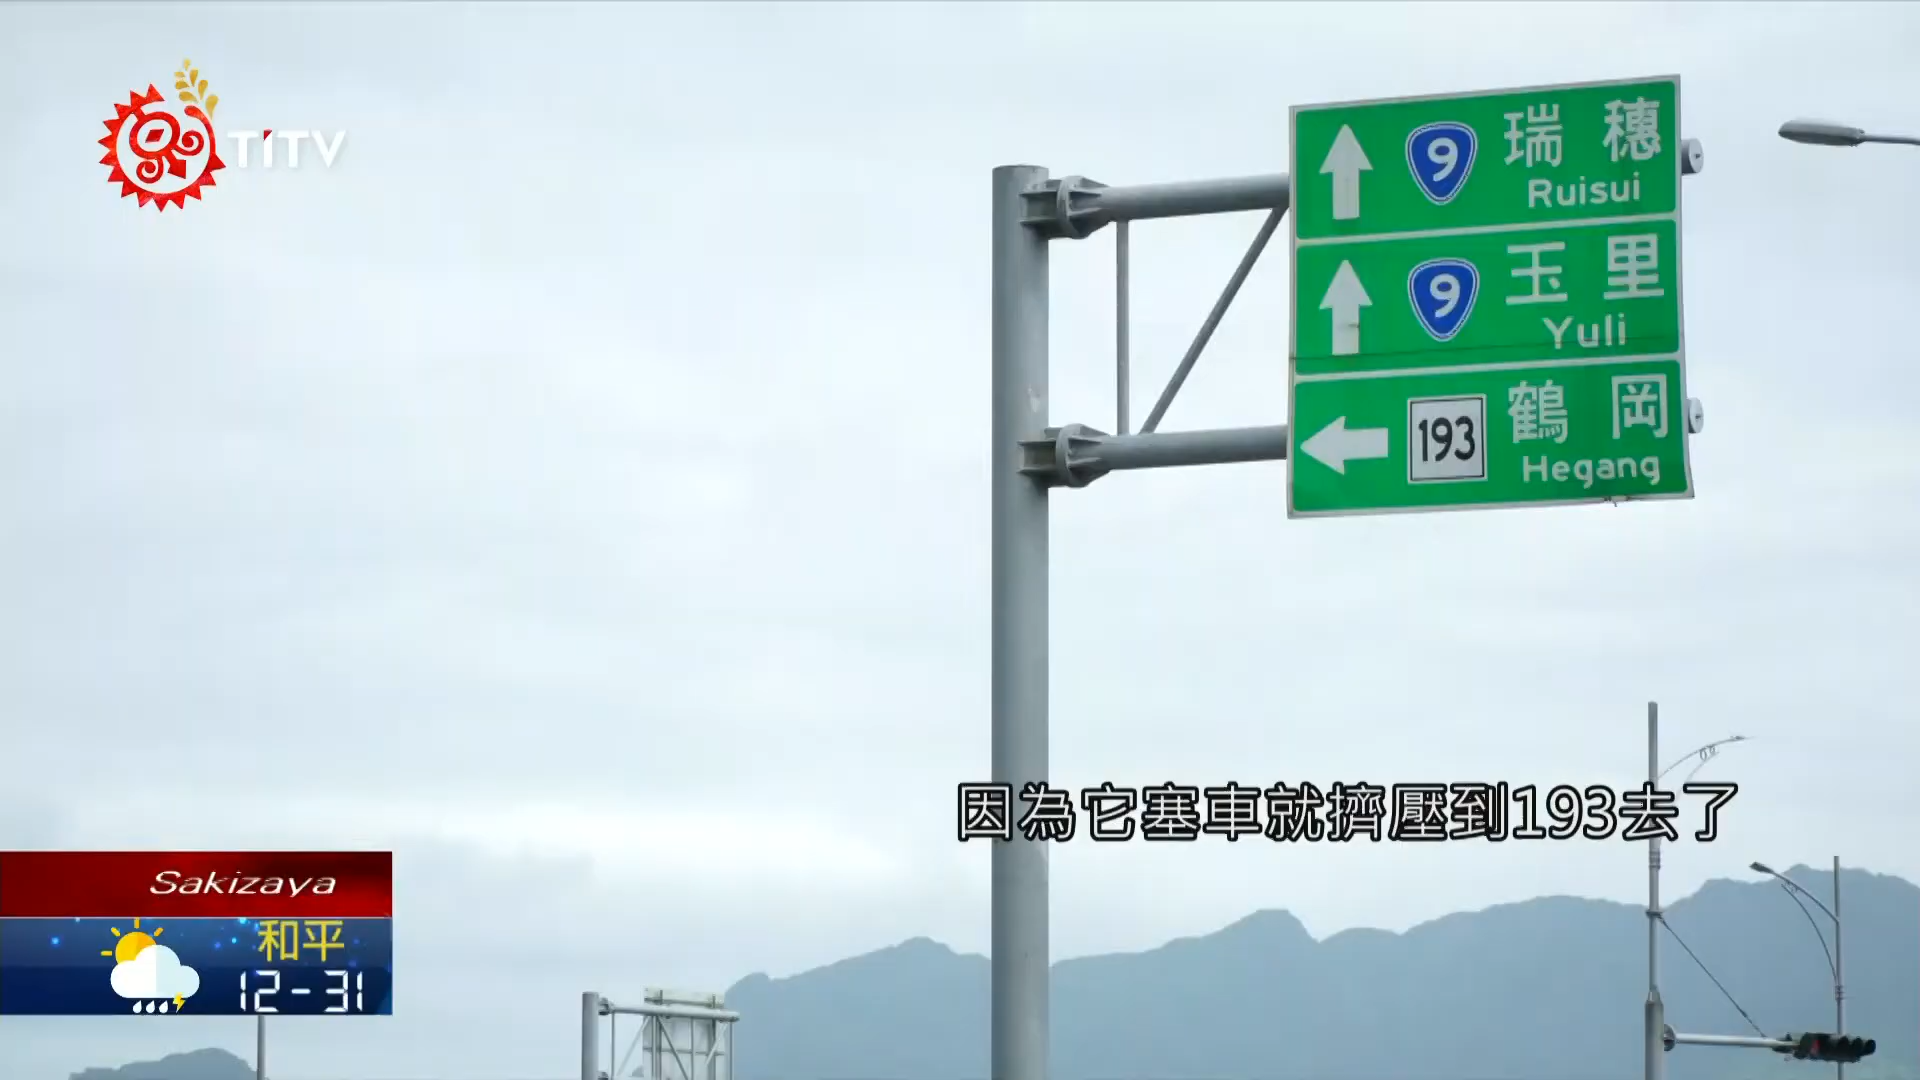 TiTV
9 瑞穗
Ruisui
9 玉里
Yuli
193 鶴岡
Hegang
因為它塞車就擠壓到193去了
Sakizaya
和平
12-31